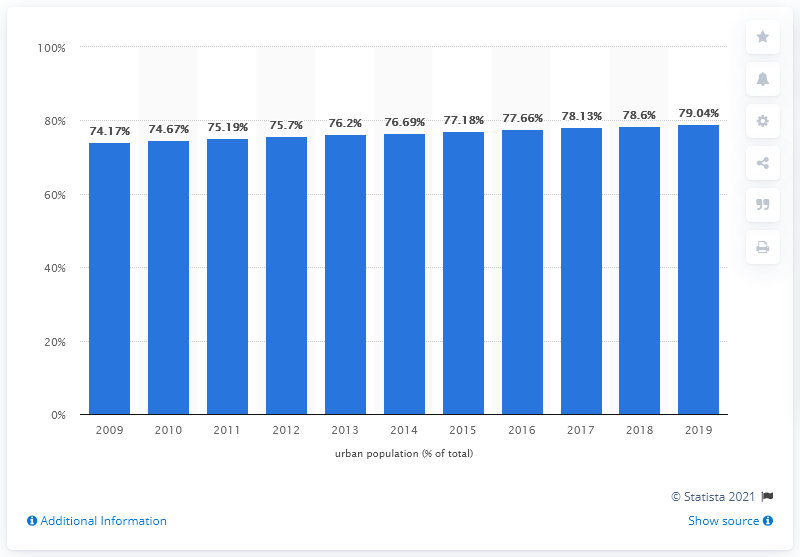 100%
80%
60%
40%
20%
0%
74.17% 74.67% 75.19% 75.7% 76.2% 76.69% 77.18% 77.66% 78.13% 78.6% 79.04%
2009 2010 2011 2012 2013 2014 2015 2016 2017 2018 2019
urban population (% of total)
© Statista 2021
Additional Information Show source